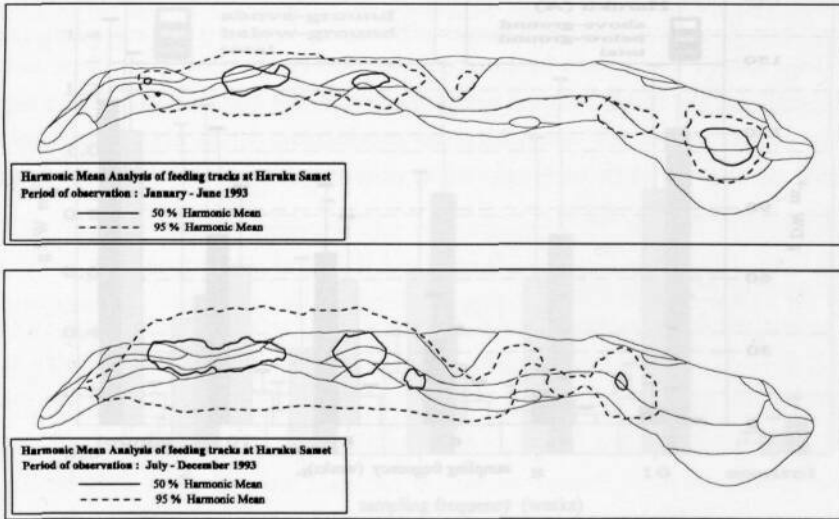 Harmonic Mean Analysis of feeding tracks at Haruku Samet
Period of observation : January - June 1993
50 % Harmonic Mean
95 % Harmonic Mean
Harmonic Mean Analysis of feeding tracks at Haruku Samet
Period of observation : July - December 1993
50 % Harmonic Mean
95 % Harmonic Mean